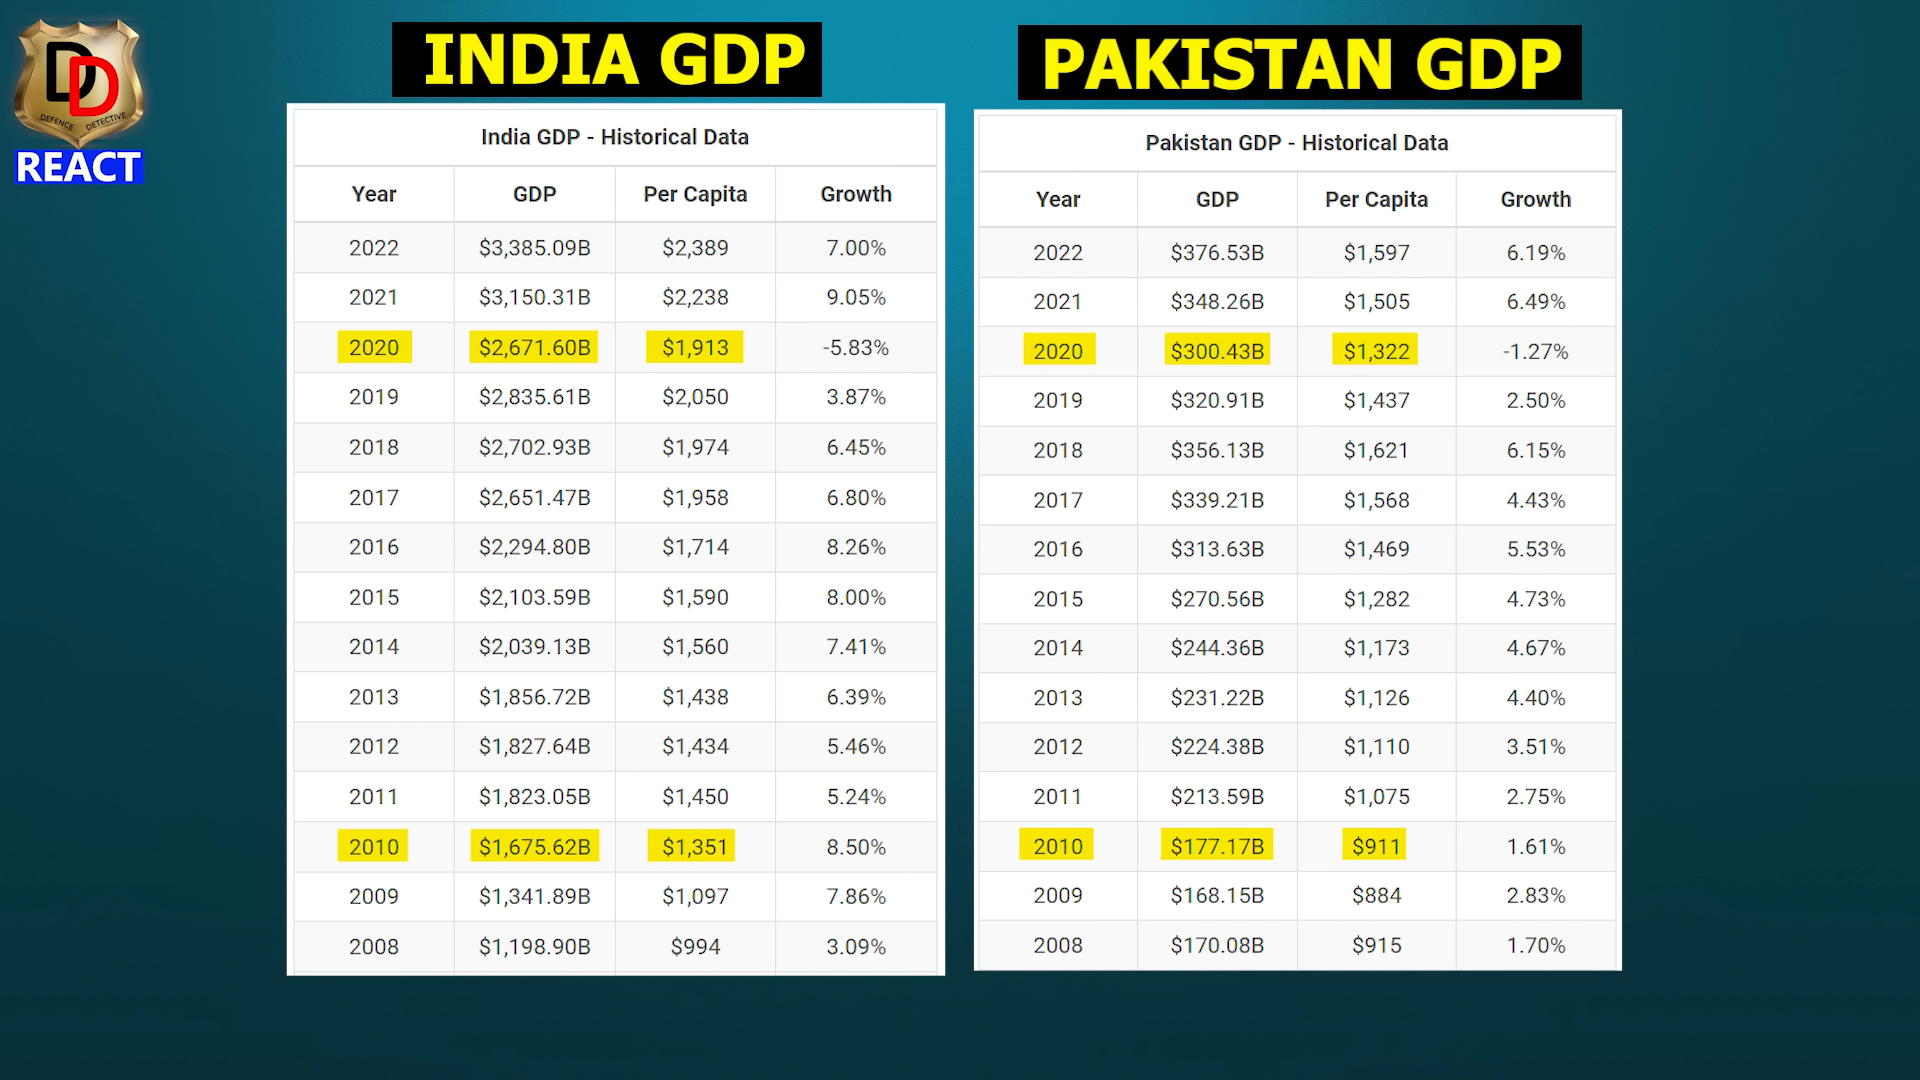 DD
DEFENCE DETECTIVE
REACT
INDIA GDP
India GDP - Historical Data
Year GDP Per Capita Growth
2022 $3,385.09B $2,389 7.00%
2021 $3,150.31B $2,238 9.05%
2020 $2,671.60B $1,913 -5.83%
2019 $2,835.61B $2,050 3.87%
2018 $2,702.93B $1,974 6.45%
2017 $2,651.47B $1,958 6.80%
2016 $2,294.80B $1,714 8.26%
2015 $2,103.59B $1,590 8.00%
2014 $2,039.13B $1,560 7.41%
2013 $1,856.72B $1,438 6.39%
2012 $1,827.64B $1,434 5.46%
2011 $1,823.05B $1,450 5.24%
2010 $1,675.62B $1,351 8.50%
2009 $1,341.89B $1,097 7.86%
2008 $1,198.90B $994 3.09%
PAKISTAN GDP
Pakistan GDP - Historical Data
Year GDP Per Capita Growth
2022 $376.53B $1,597 6.19%
2021 $348.26B $1,505 6.49%
2020 $300.43B $1,322 -1.27%
2019 $320.91B $1,437 2.50%
2018 $356.13B $1,621 6.15%
2017 $339.21B $1,568 4.43%
2016 $313.63B $1,469 5.53%
2015 $270.56B $1,282 4.73%
2014 $244.36B $1,173 4.67%
2013 $231.22B $1,126 4.40%
2012 $224.38B $1,110 3.51%
2011 $213.59B $1,075 2.75%
2010 $177.17B $911 1.61%
2009 $168.15B $884 2.83%
2008 $170.08B $915 1.70%